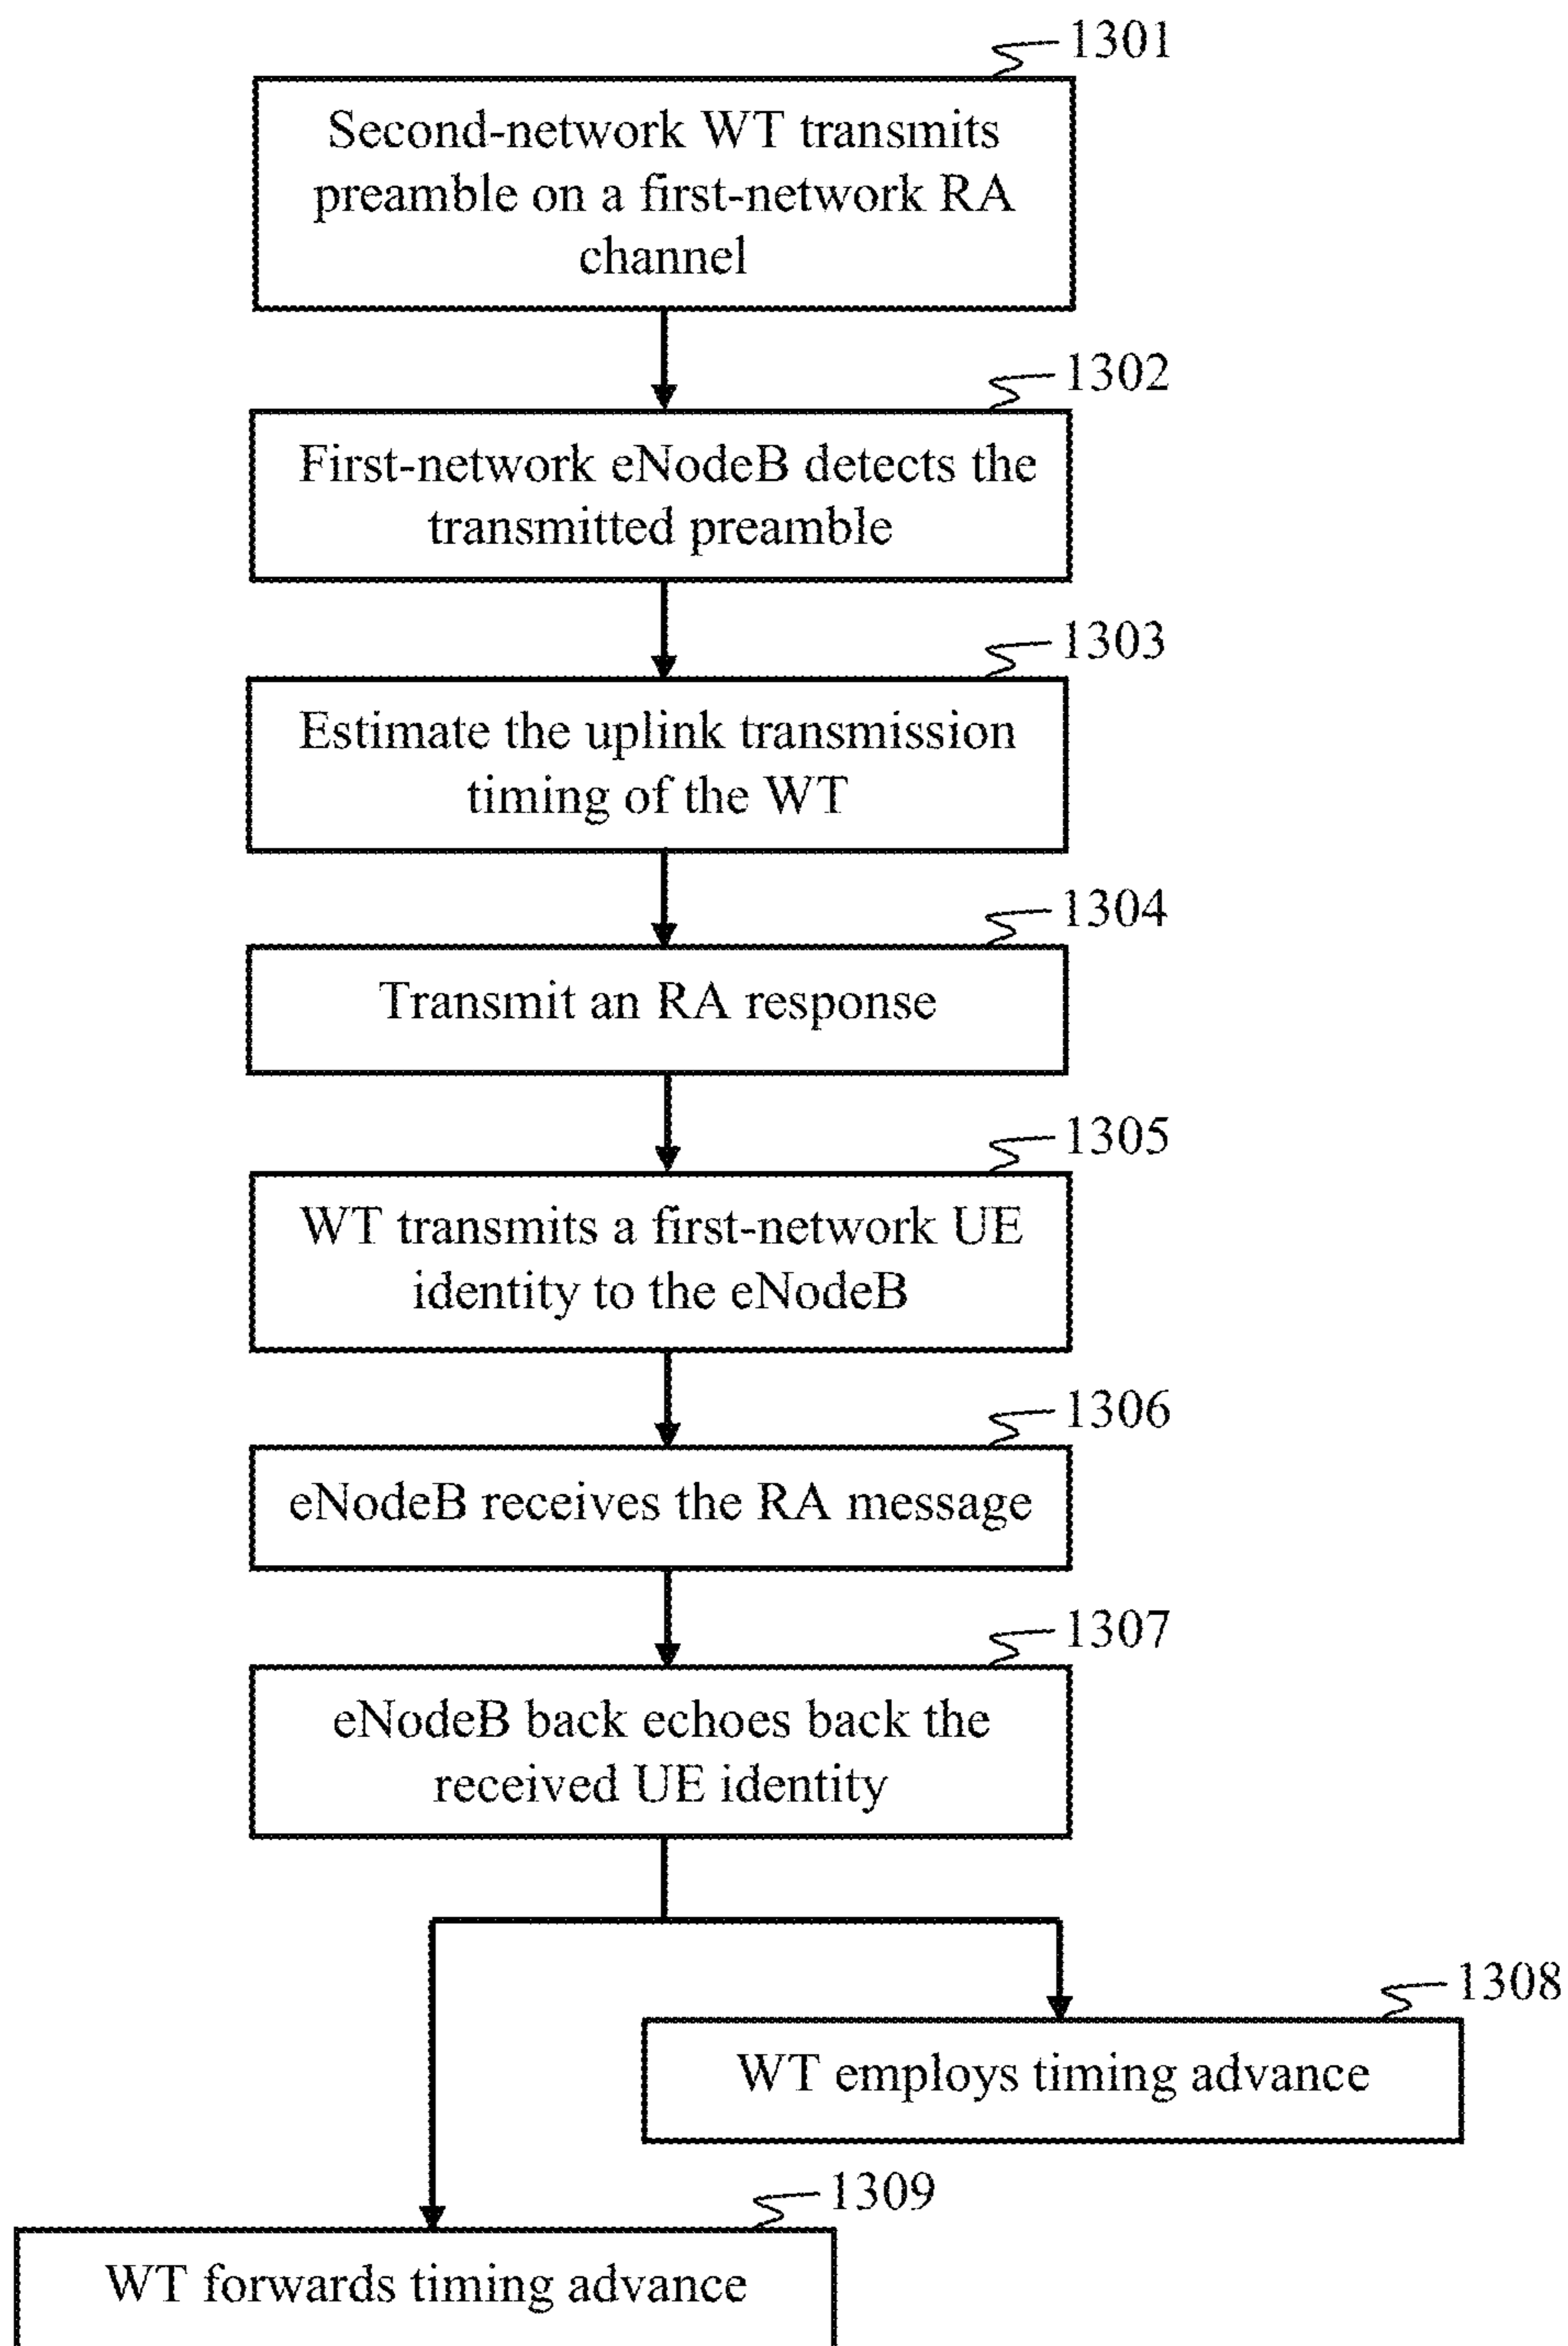 1301
Second-network WT transmits
preamble on a first-network RA
channel
1302
First-network eNodeB detects the
transmitted preamble
1303
Estimate the uplink transmission
timing of the WT
1304
Transmit an RA response
1305
WT transmits a first-network UE
identity to the eNodeB
1306
eNodeB receives the RA message
1307
eNodeB back echoes back the
received UE identity
1308
WT employs timing advance
1309
WT forwards timing advance